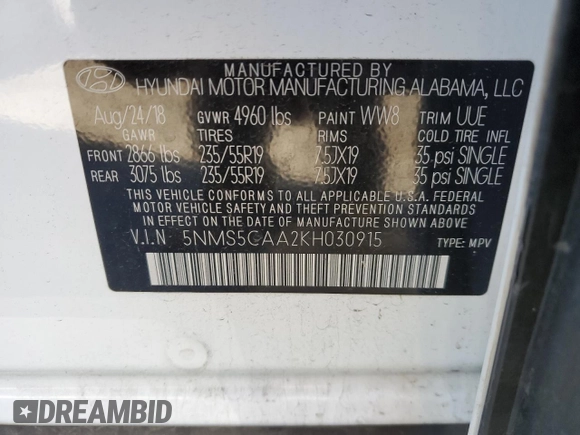 MANUFACTURED BY
HYUNDAI MOTOR MANUFACTURING ALABAMA, LLC
Aug/24/18 GVWR 4960 lbs PAINT WW8 TRIM UUE
GAWR TIRES RIMS COLD TIRE INFL
FRONT 2866 lbs 235/55R19 7.5JX19 35 psi SINGLE
REAR 3075 lbs 235/55R19 7.5JX19 35 psi SINGLE
THIS VEHICLE CONFORMS TO ALL APPLICABLE U.S.A. FEDERAL
MOTOR VEHICLE SAFETY AND THEFT PREVENTION STANDARDS
IN EFFECT ON THE DATE OF MANUFACTURE SHOWN ABOVE.
V.I.N. 5NMS5CAA2KH030915 TYPE: MPV
#DREAMBID